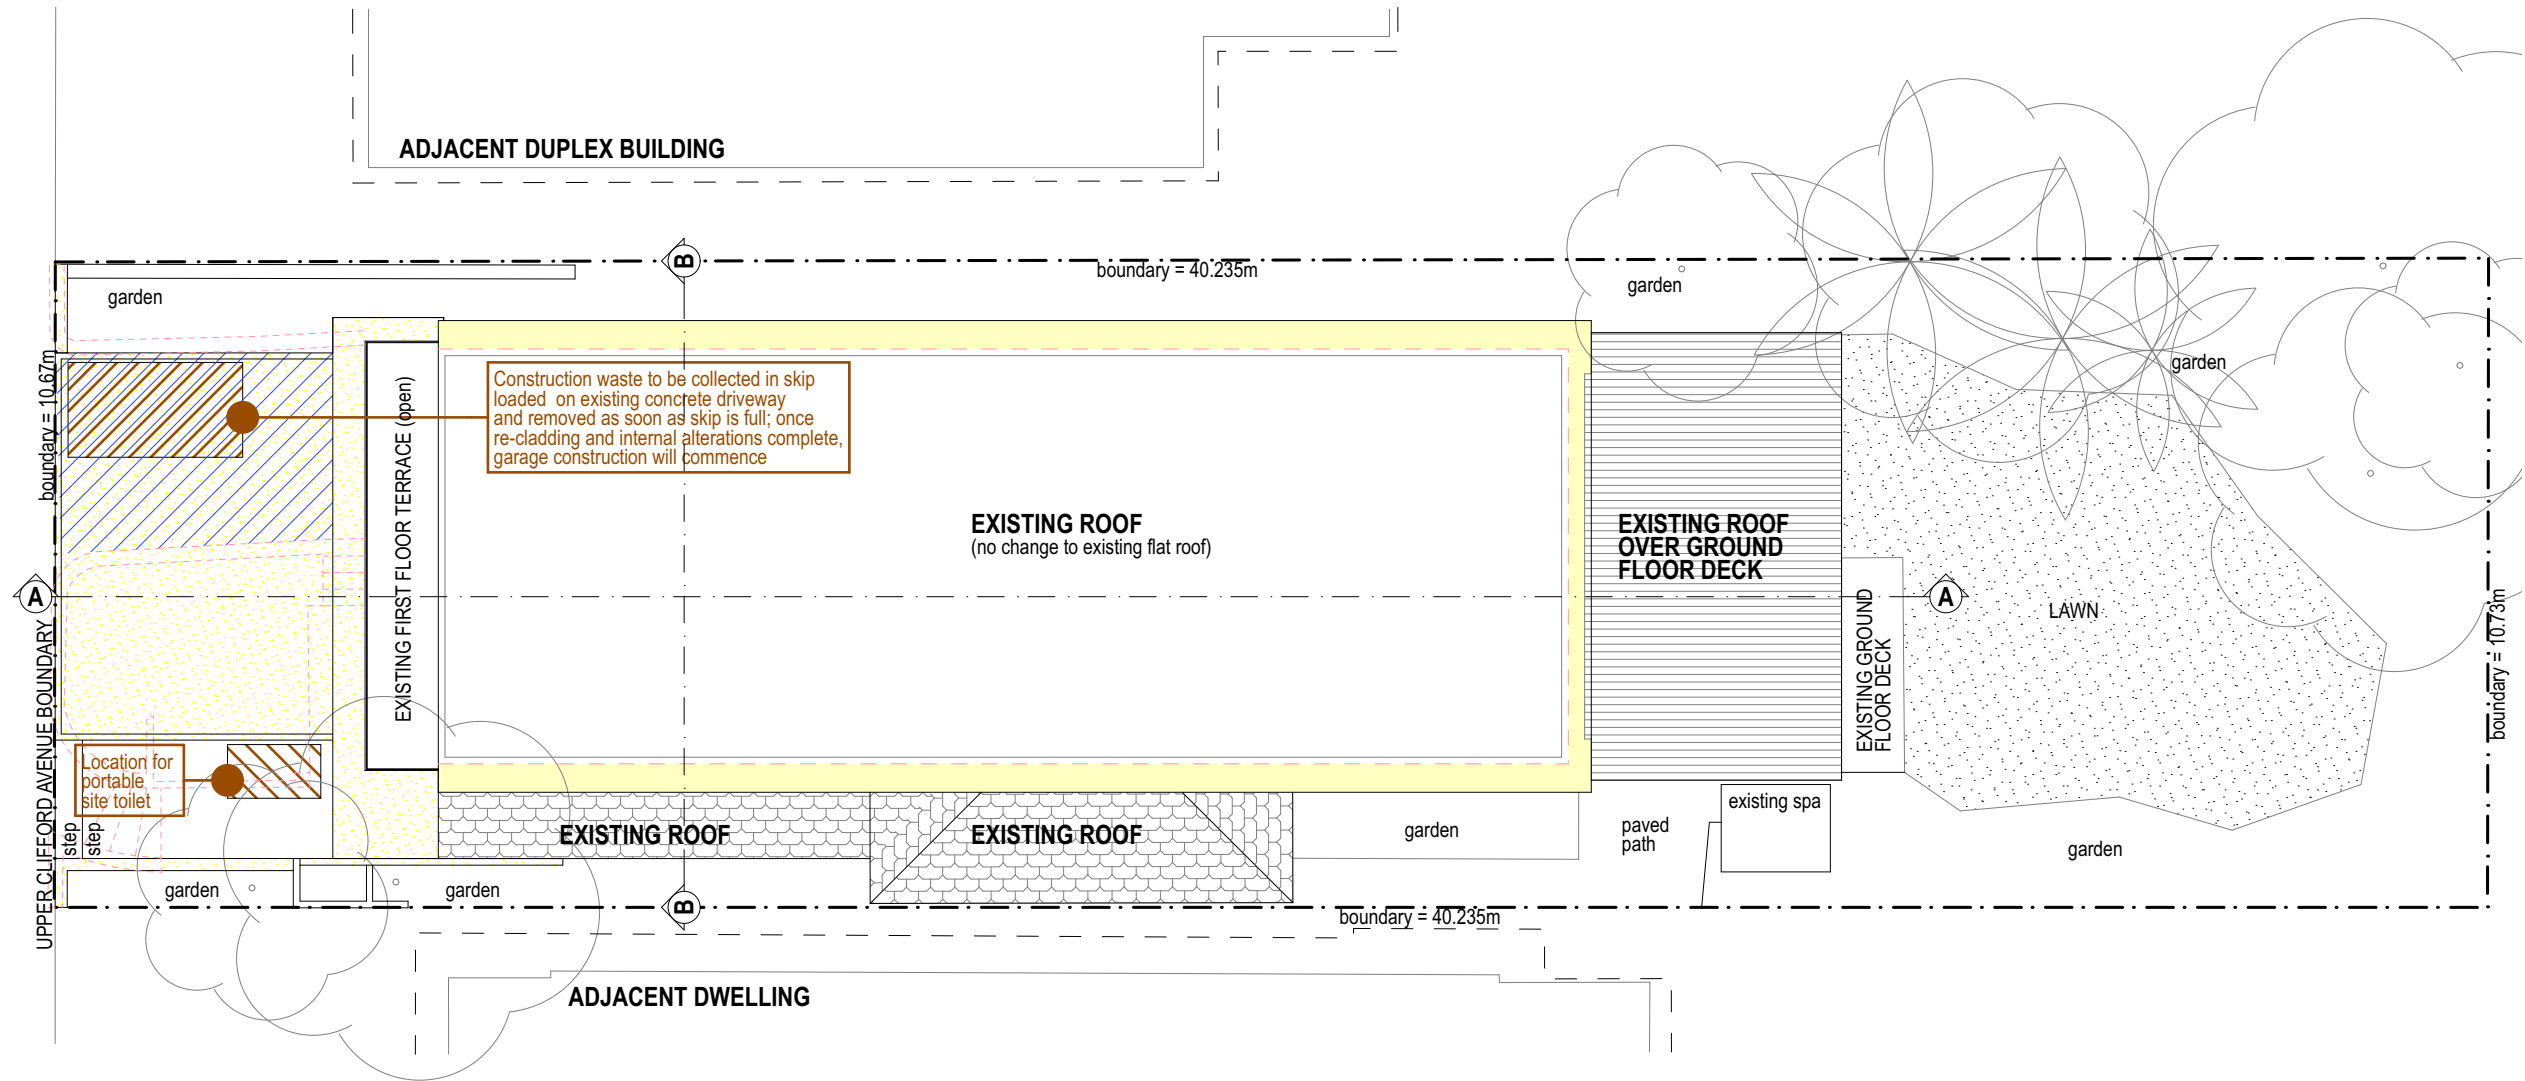 ADJACENT DUPLEX BUILDING
B
boundary = 40.235m
garden
garden
boundary = 10.67m
EXISTING FIRST FLOOR TERRACE (open)
Construction waste to be collected in skip
loaded on existing concrete driveway
and removed as soon as skip is full; once
re-cladding and internal alterations complete,
garage construction will commence
garden
EXISTING ROOF
(no change to existing flat roof)
EXISTING ROOF
OVER GROUND
FLOOR DECK
A
A
LAWN
EXISTING GROUND
FLOOR DECK
boundary = 10.73m
UPPER CLIFFORD AVENUE BOUNDARY
Location for
portable
site toilet
step
step
EXISTING ROOF
EXISTING ROOF
garden
paved
path
existing spa
garden
garden
garden
B
boundary = 40.235m
ADJACENT DWELLING